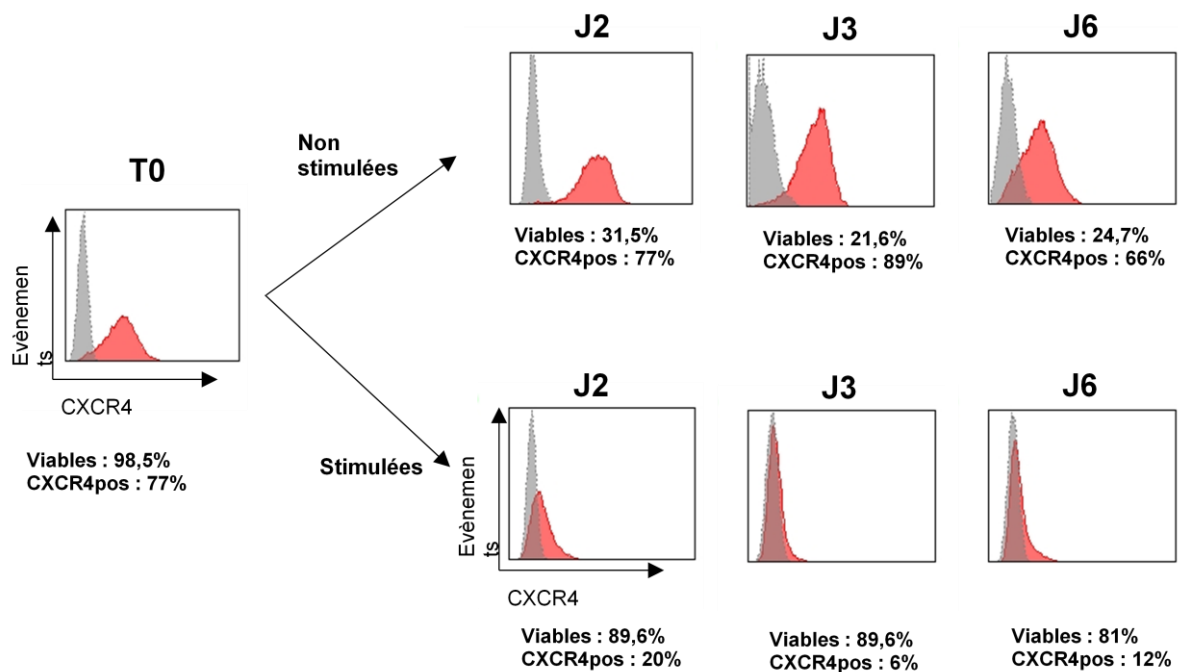 J2
J3
J6
Non
stimulées
Viables : 31,5%
CXCR4pos : 77%
Viables : 21,6%
CXCR4pos : 89%
Viables : 24,7%
CXCR4pos : 66%
T0
Evènemen
ts
CXCR4
Viables : 98,5%
CXCR4pos : 77%
Stimulées
J2
J3
J6
Evènemen
ts
CXCR4
Viables : 89,6%
CXCR4pos : 20%
Viables : 89,6%
CXCR4pos : 6%
Viables : 81%
CXCR4pos : 12%